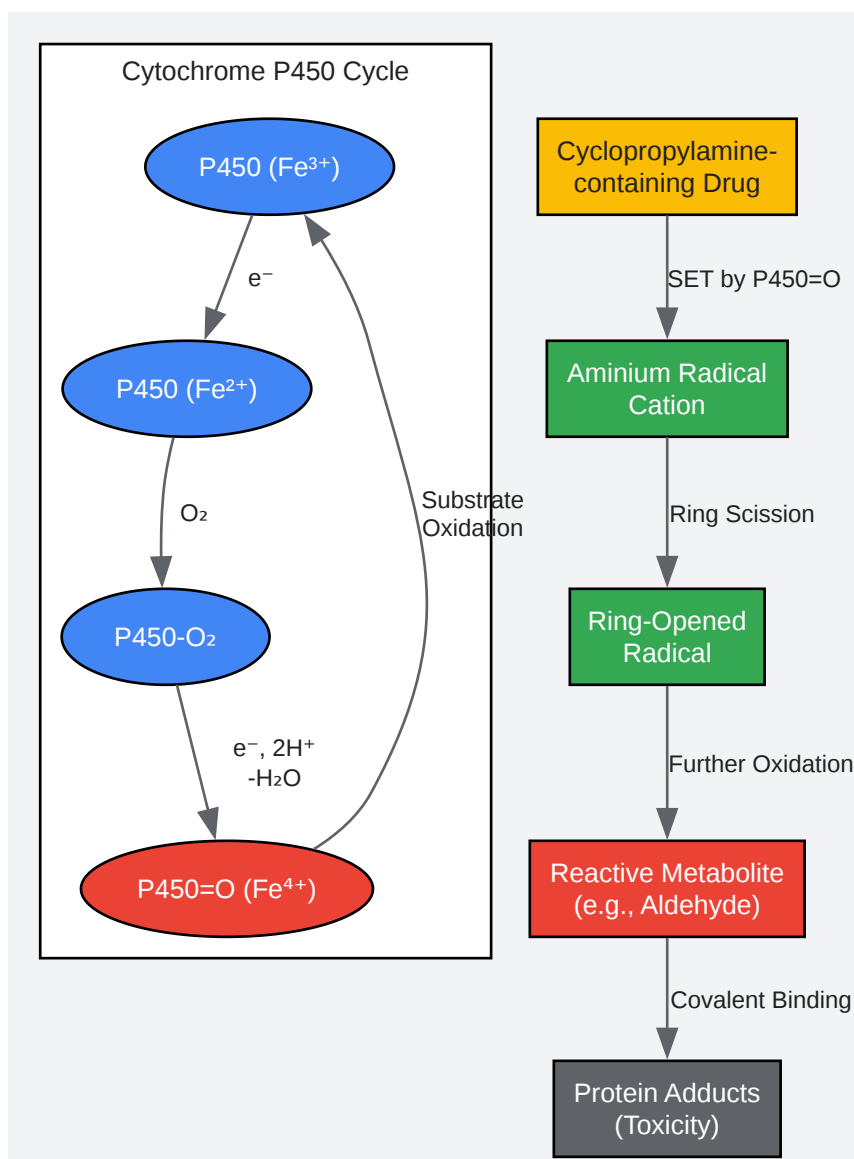 Cytochrome P450 Cycle
P450 (Fe³⁺)
e⁻
P450 (Fe²⁺)
O₂
P450-O₂
e⁻, 2H⁺
-H₂O
P450=O (Fe⁴⁺)
Substrate
Oxidation
Cyclopropylamine-
containing Drug
SET by P450=O
Aminium Radical
Cation
Ring Scission
Ring-Opened
Radical
Further Oxidation
Reactive Metabolite
(e.g., Aldehyde)
Covalent Binding
Protein Adducts
(Toxicity)